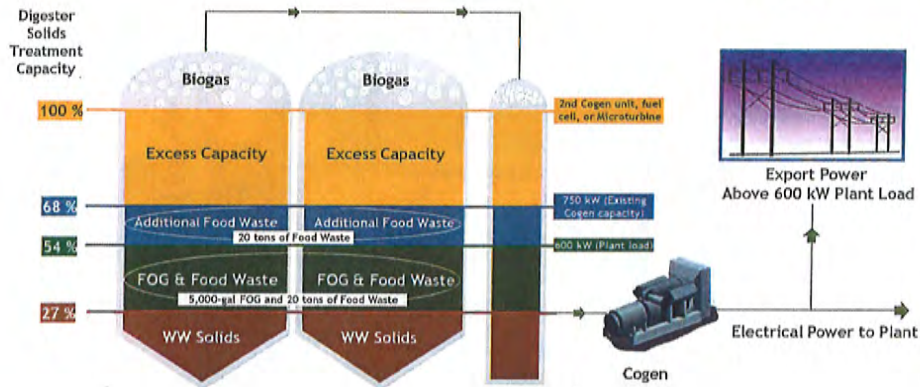 Digester
Solids
Treatment
Capacity
Biogas
Biogas
100 %
2nd Cogen unit, fuel
cell, or Microturbine
Excess Capacity
Excess Capacity
Export Power
Above 600 kW Plant Load
68 %
750 kW (Existing
Cogen capacity)
Additional Food Waste
Additional Food Waste
20 tons of Food Waste
54 %
600 kW (Plant load)
FOG & Food Waste
FOG & Food Waste
5,000-gal FOG and 20 tons of Food Waste
27 %
WW Solids
WW Solids
Electrical Power to Plant
Cogen